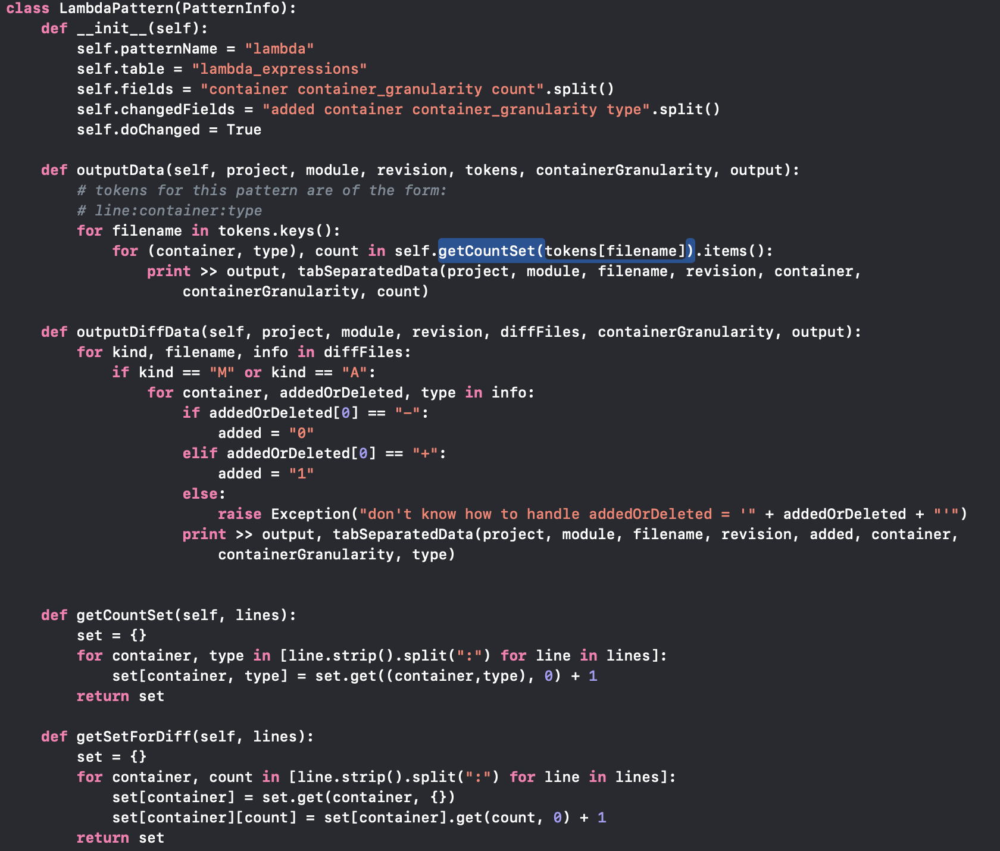 class LambdaPattern(PatternInfo):
    def __init__(self):
        self.patternName = "lambda"
        self.table = "lambda_expressions"
        self.fields = "container container_granularity count".split()
        self.changedFields = "added container container_granularity type".split()
        self.doChanged = True

    def outputData(self, project, module, revision, tokens, containerGranularity, output):
        # tokens for this pattern are of the form:
        # line:container:type
        for filename in tokens.keys():
            for (container, type), count in self.getCountSet(tokens[filename]).items():
                print >> output, tabSeparatedData(project, module, filename, revision, container,
                    containerGranularity, count)

    def outputDiffData(self, project, module, revision, diffFiles, containerGranularity, output):
        for kind, filename, info in diffFiles:
            if kind == "M" or kind == "A":
                for container, addedOrDeleted, type in info:
                    if addedOrDeleted[0] == "-":
                        added = "0"
                    elif addedOrDeleted[0] == "+":
                        added = "1"
                    else:
                        raise Exception("don't know how to handle addedOrDeleted = '" + addedOrDeleted + "'")
                    print >> output, tabSeparatedData(project, module, filename, revision, added, container,
                        containerGranularity, type)


    def getCountSet(self, lines):
        set = {}
        for container, type in [line.strip().split(":") for line in lines]:
            set[container, type] = set.get((container,type), 0) + 1
        return set

    def getSetForDiff(self, lines):
        set = {}
        for container, count in [line.strip().split(":") for line in lines]:
            set[container] = set.get(container, {})
            set[container][count] = set[container].get(count, 0) + 1
        return set